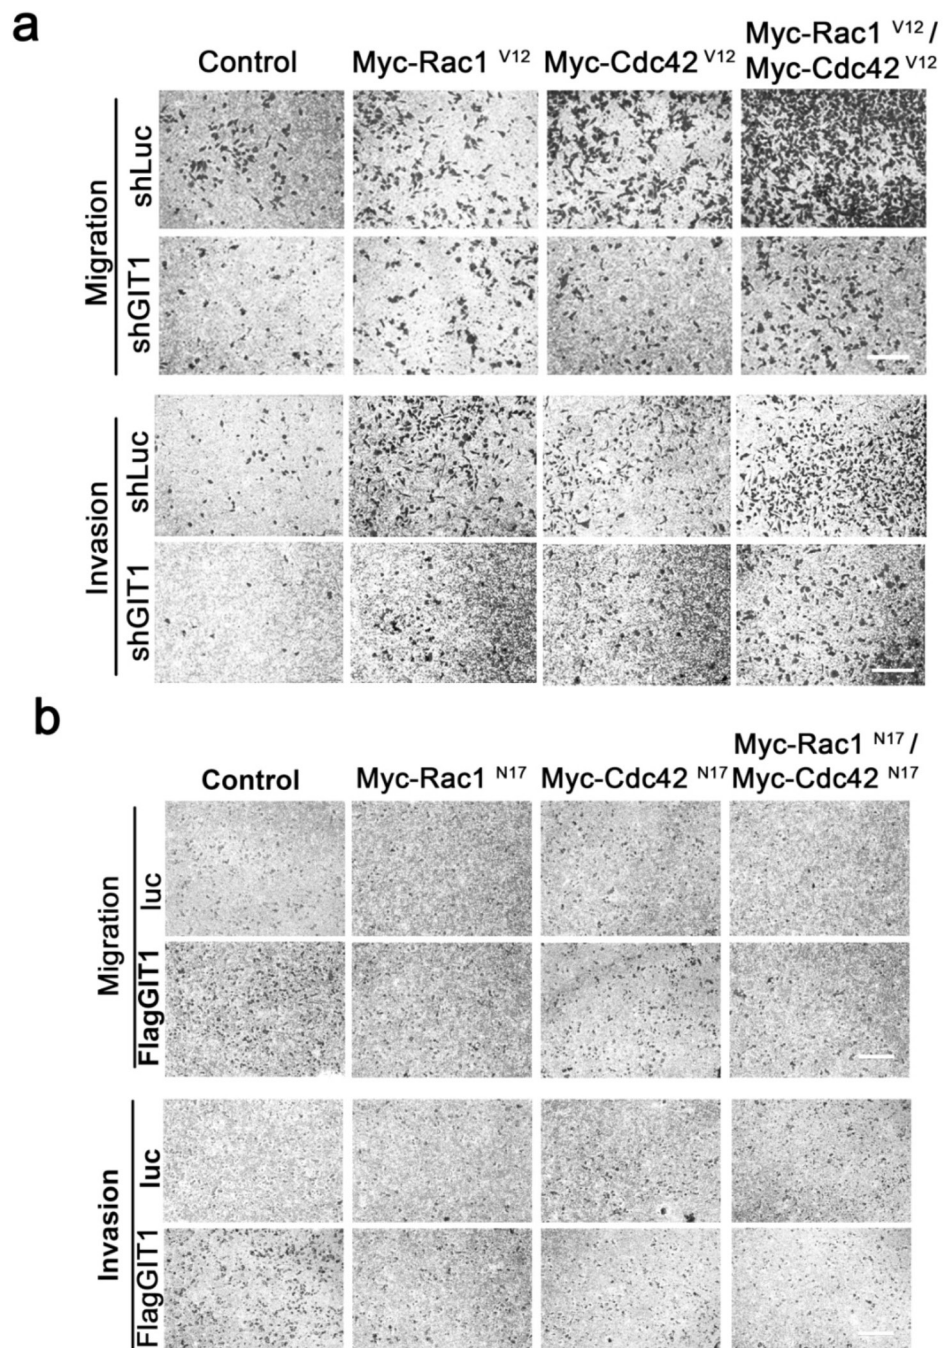 a
Control
Myc-Rac1 V12
Myc-Cdc42 V12
Myc-Rac1 V12 /
Myc-Cdc42 V12
Migration
shLuc
shGIT1
Invasion
shLuc
shGIT1
b
Control
Myc-Rac1 N17
Myc-Cdc42 N17
Myc-Rac1 N17 /
Myc-Cdc42 N17
Migration
luc
FlagGIT1
Invasion
luc
FlagGIT1